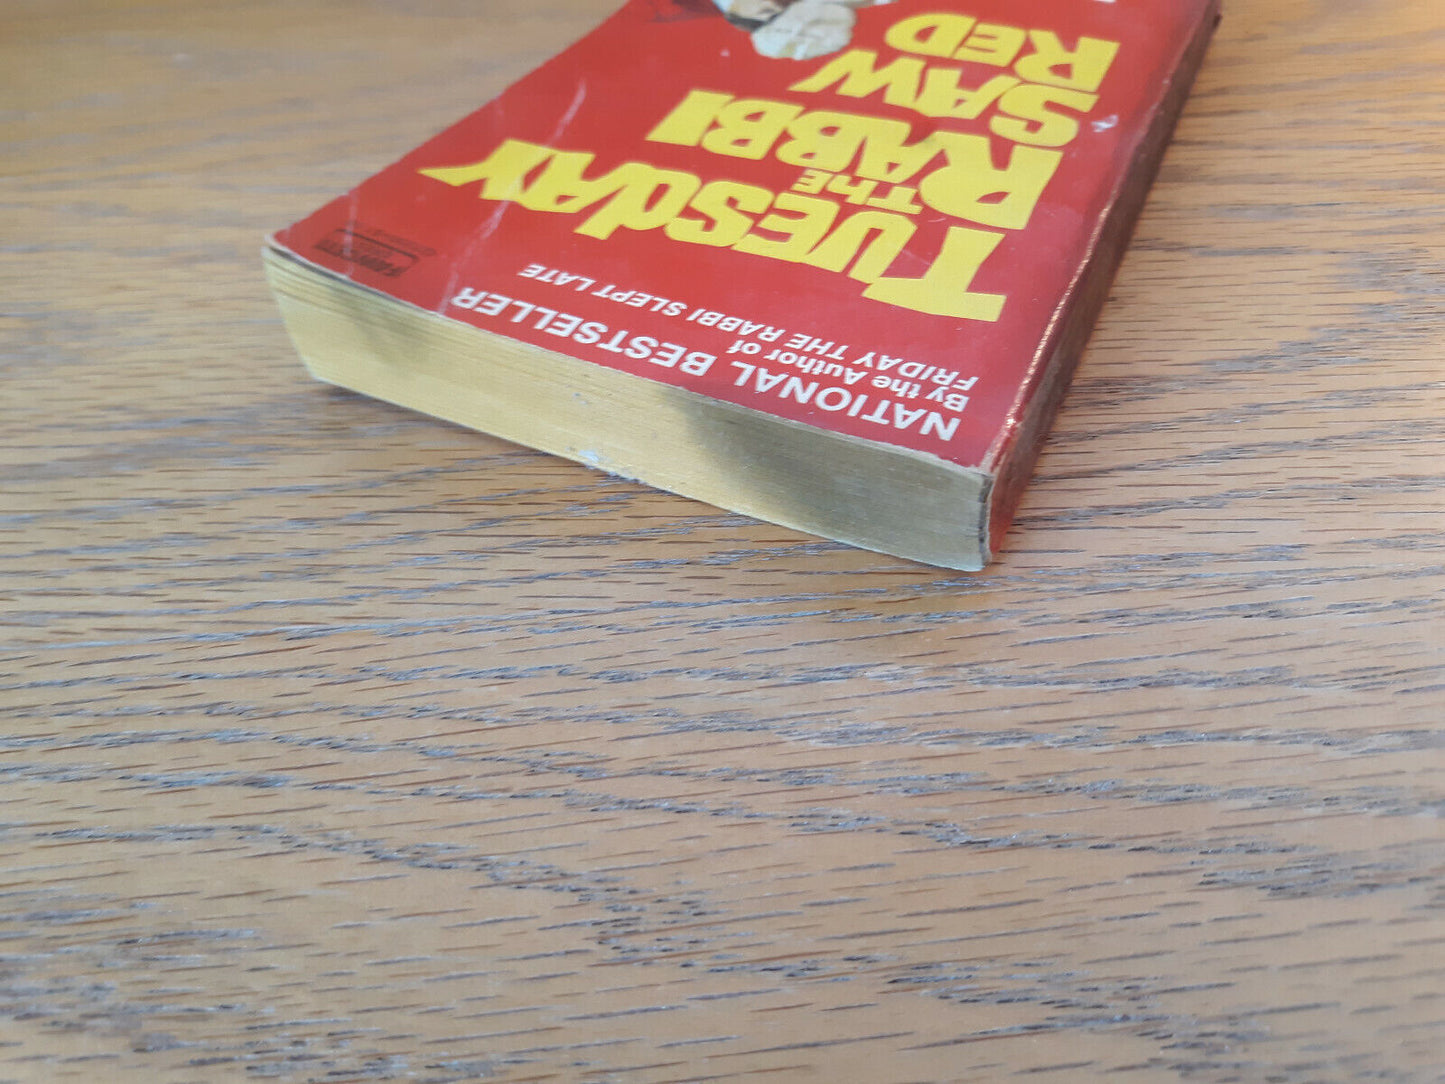 NATIONAL BESTSELLER
By the Author of
FRIDAY THE RABBI SLEPT LATE
TUESdAY
THE
RABBI
SAW
RED